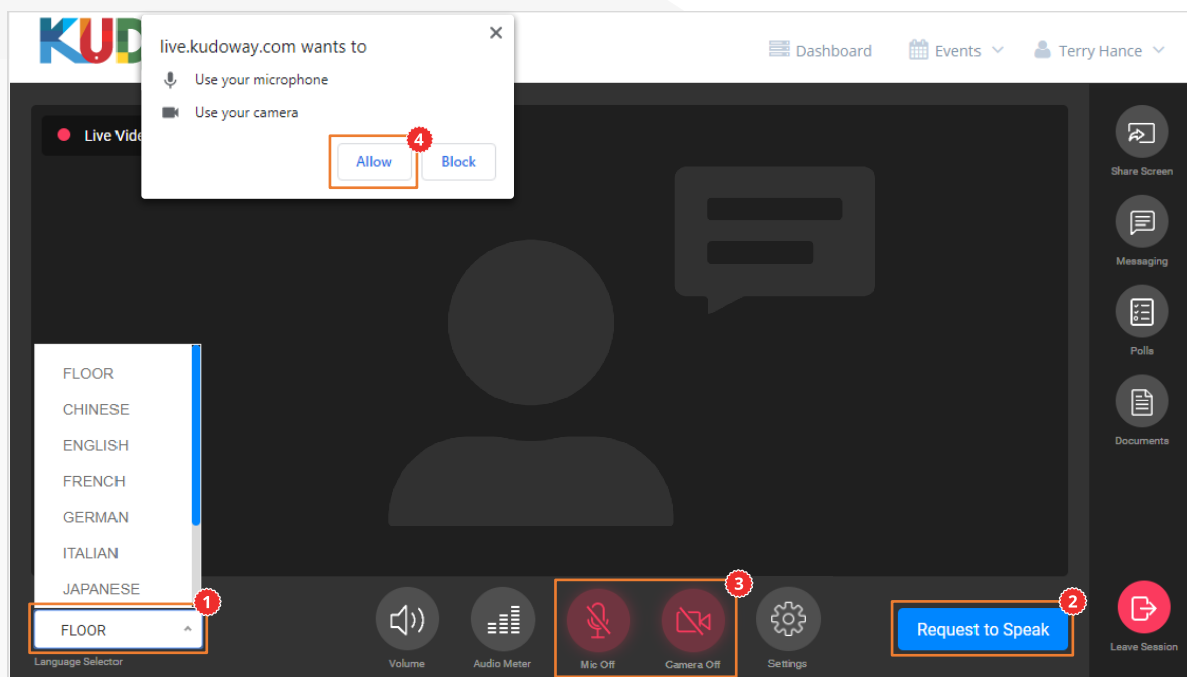 KUD
live.kudoway.com wants to
Use your microphone
Use your camera
Allow
Block
4
Dashboard
Events
Terry Hance
Live Vide
Share Screen
Messaging
Polls
Documents
FLOOR
CHINESE
ENGLISH
FRENCH
GERMAN
ITALIAN
JAPANESE
1
FLOOR
Language Selector
Volume
Audio Meter
3
Mic Off
Camera Off
Settings
2
Request to Speak
Leave Session